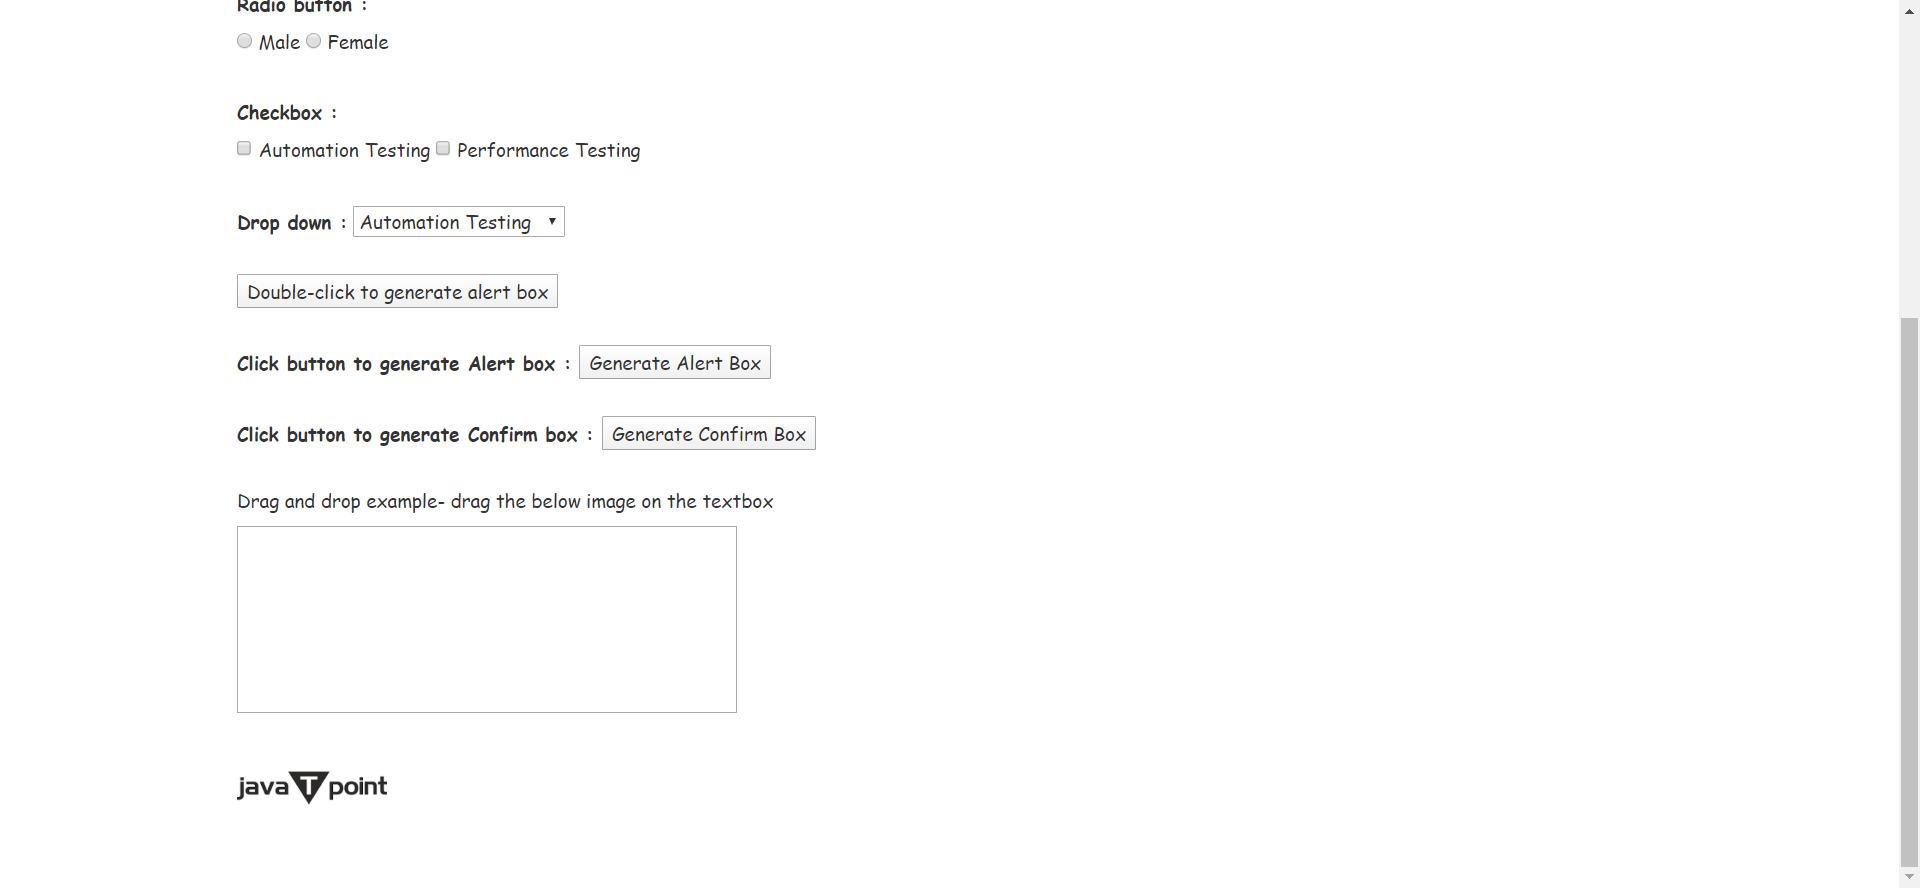 Radio button :
Male Female
Checkbox :
Automation Testing Performance Testing
Drop down : Automation Testing
Double-click to generate alert box
Click button to generate Alert box : Generate Alert Box
Click button to generate Confirm box : Generate Confirm Box
Drag and drop example- drag the below image on the textbox
javaTpoint